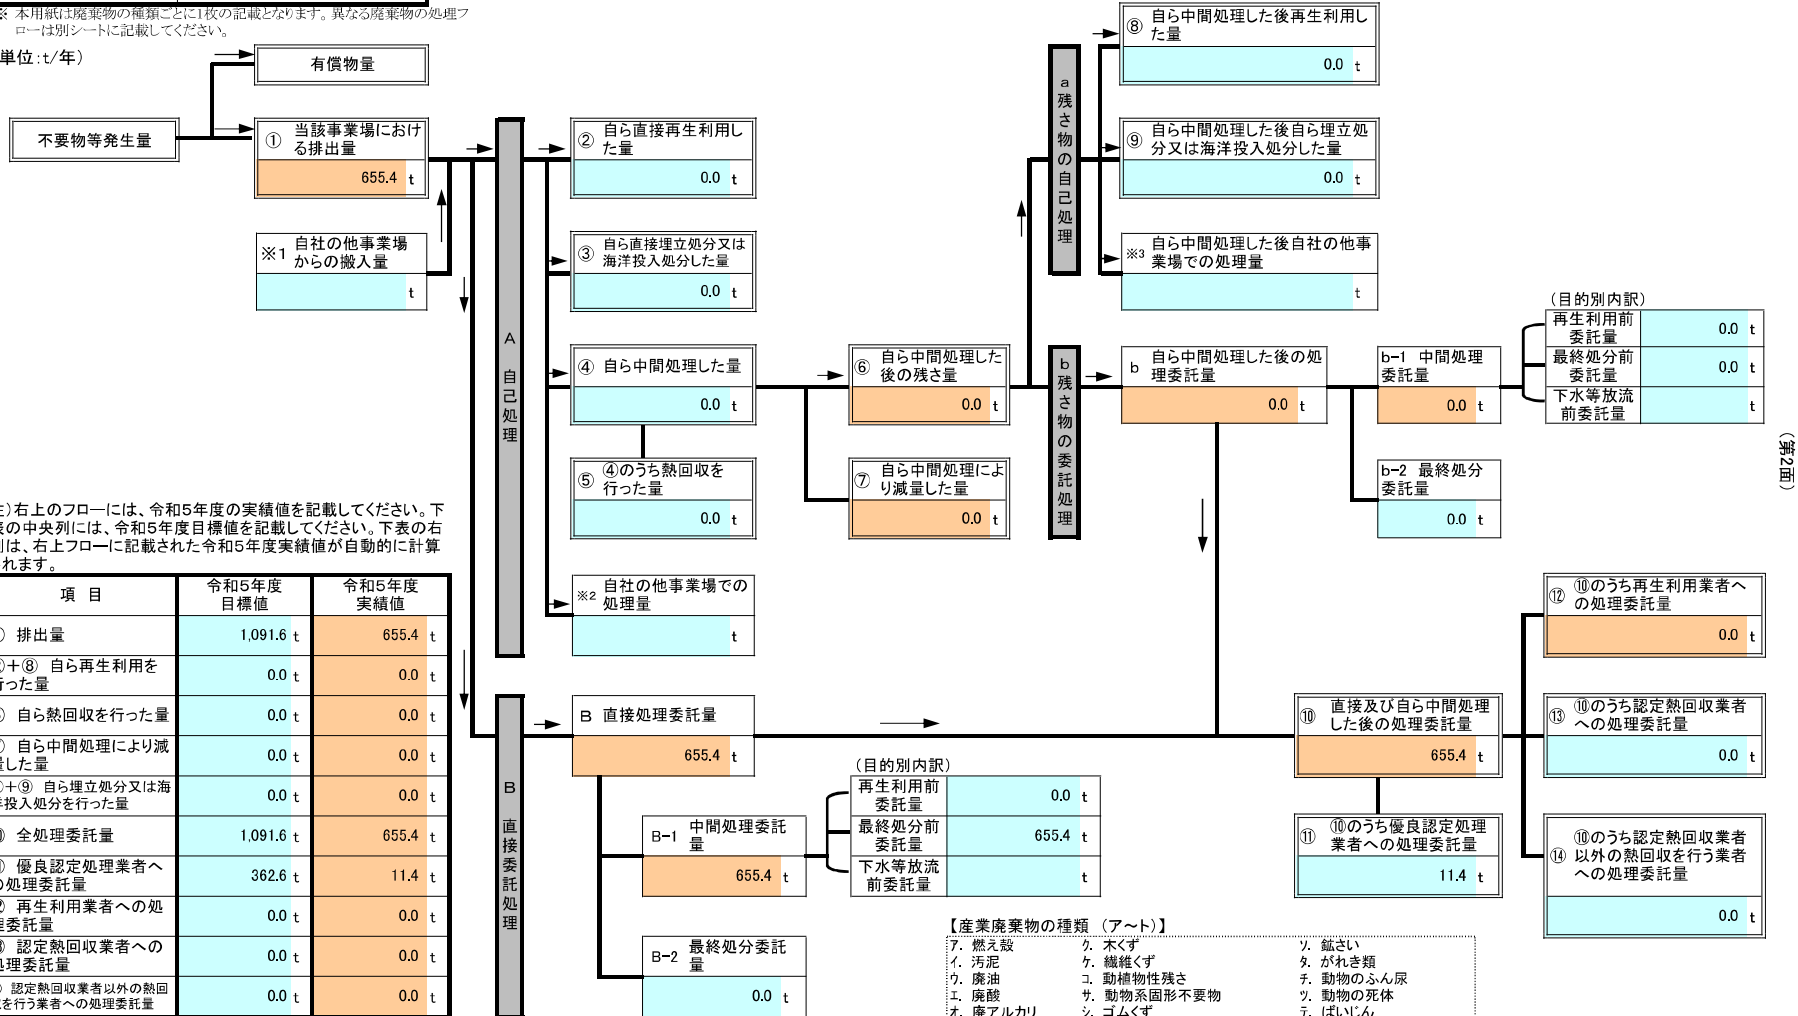 ※ 本用紙は廃棄物の種類ごとに1枚の記載となります。異なる廃棄物の処理フ
ローは別シートに記載してください。
単位:t/年)
有償物量
不要物等発生量
① 当該事業場におけ
る排出量
655.4 t
※1 自社の他事業場
からの搬入量
t
A 自己処理
② 自ら直接再生利用し
た量
0.0 t
③ 自ら直接埋立処分又は
海洋投入処分した量
0.0 t
④ 自ら中間処理した量
0.0 t
⑤ ④のうち熱回収を
行った量
0.0 t
※2 自社の他事業場での
処理量
t
⑥ 自ら中間処理した
後の残さ量
0.0 t
⑦ 自ら中間処理によ
り減量した量
0.0 t
a 残さ物の自己処理
⑧ 自ら中間処理した後再生利用し
た量
0.0 t
⑨ 自ら中間処理した後自ら埋立処
分又は海洋投入処分した量
0.0 t
※3 自ら中間処理した後自社の他事
業場での処理量
t
b 残さ物の委託処理
b 自ら中間処理した後の処
理委託量
0.0 t
b-1 中間処理
委託量
0.0 t
b-2 最終処分
委託量
0.0 t
(目的別内訳)
再生利用前
委託量
0.0 t
最終処分前
委託量
0.0 t
下水等放流
前委託量
t
(第2面)
)右上のフローには、令和5年度の実績値を記載してください。下
の中央列には、令和5年度目標値を記載してください。下表の右
は、右上フローに記載された令和5年度実績値が自動的に計算
れます。
項 目 令和5年度
目標値 令和5年度
実績値
排出量 1,091.6 t 655.4 t
+⑧ 自ら再生利用を
行った量 0.0 t 0.0 t
自ら熱回収を行った量 0.0 t 0.0 t
自ら中間処理により減
量した量 0.0 t 0.0 t
+⑨ 自ら埋立処分又は海
洋投入処分を行った量 0.0 t 0.0 t
全処理委託量 1,091.6 t 655.4 t
優良認定処理業者へ
の処理委託量 362.6 t 11.4 t
再生利用業者への処
理委託量 0.0 t 0.0 t
認定熱回収業者への
処理委託量 0.0 t 0.0 t
認定熱回収業者以外の熱回
収を行う業者への処理委託量 0.0 t 0.0 t
B 直接委託処理
B 直接処理委託量
655.4 t
B-1 中間処理委託
量
655.4 t
B-2 最終処分委託
量
0.0 t
(目的別内訳)
再生利用前
委託量
0.0 t
最終処分前
委託量
655.4 t
下水等放流
前委託量
t
⑩ 直接及び自ら中間処理
した後の処理委託量
655.4 t
⑪ ⑩のうち優良認定処理
業者への処理委託量
11.4 t
⑫ ⑩のうち再生利用業者へ
の処理委託量
0.0 t
⑬ ⑩のうち認定熱回収業者
への処理委託量
0.0 t
⑭ ⑩のうち認定熱回収業者
以外の熱回収を行う業者
への処理委託量
0.0 t
【産業廃棄物の種類 (ア~ト)】
ア. 燃え殻 ク. 木くず ソ. 鉱さい
イ. 汚泥 ケ. 繊維くず タ. がれき類
ウ. 廃油 コ. 動植物性残さ チ. 動物のふん尿
エ. 廃酸 サ. 動物系固形不要物 ツ. 動物の死体
オ. 廃アルカリ シ. ゴムくず テ. ばいじん